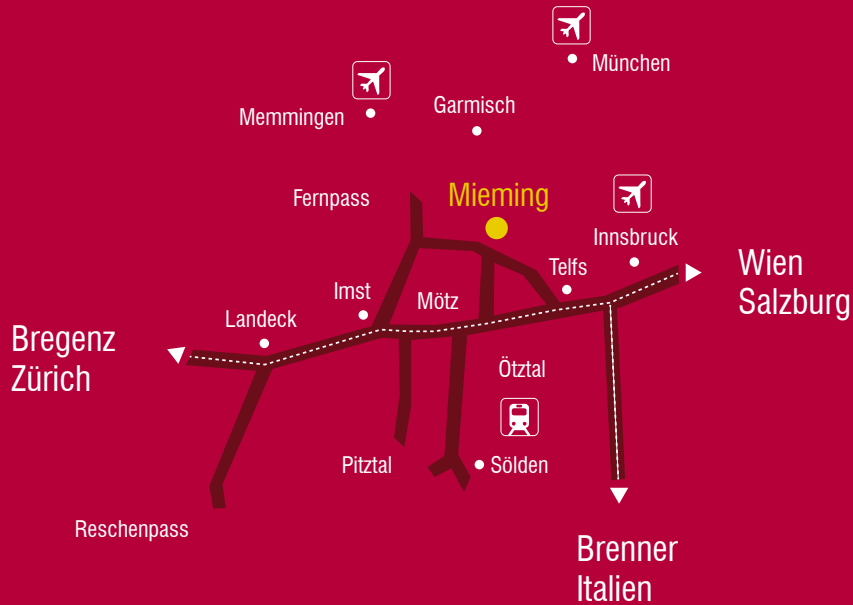 München
Garmisch
Memmingen
Fernpass
Mieming
Innsbruck
Wien
Salzburg
Telfs
Imst
Mötz
Landeck
Bregenz
Zürich
Ötztal
Pitztal
Sölden
Reschenpass
Brenner
Italien